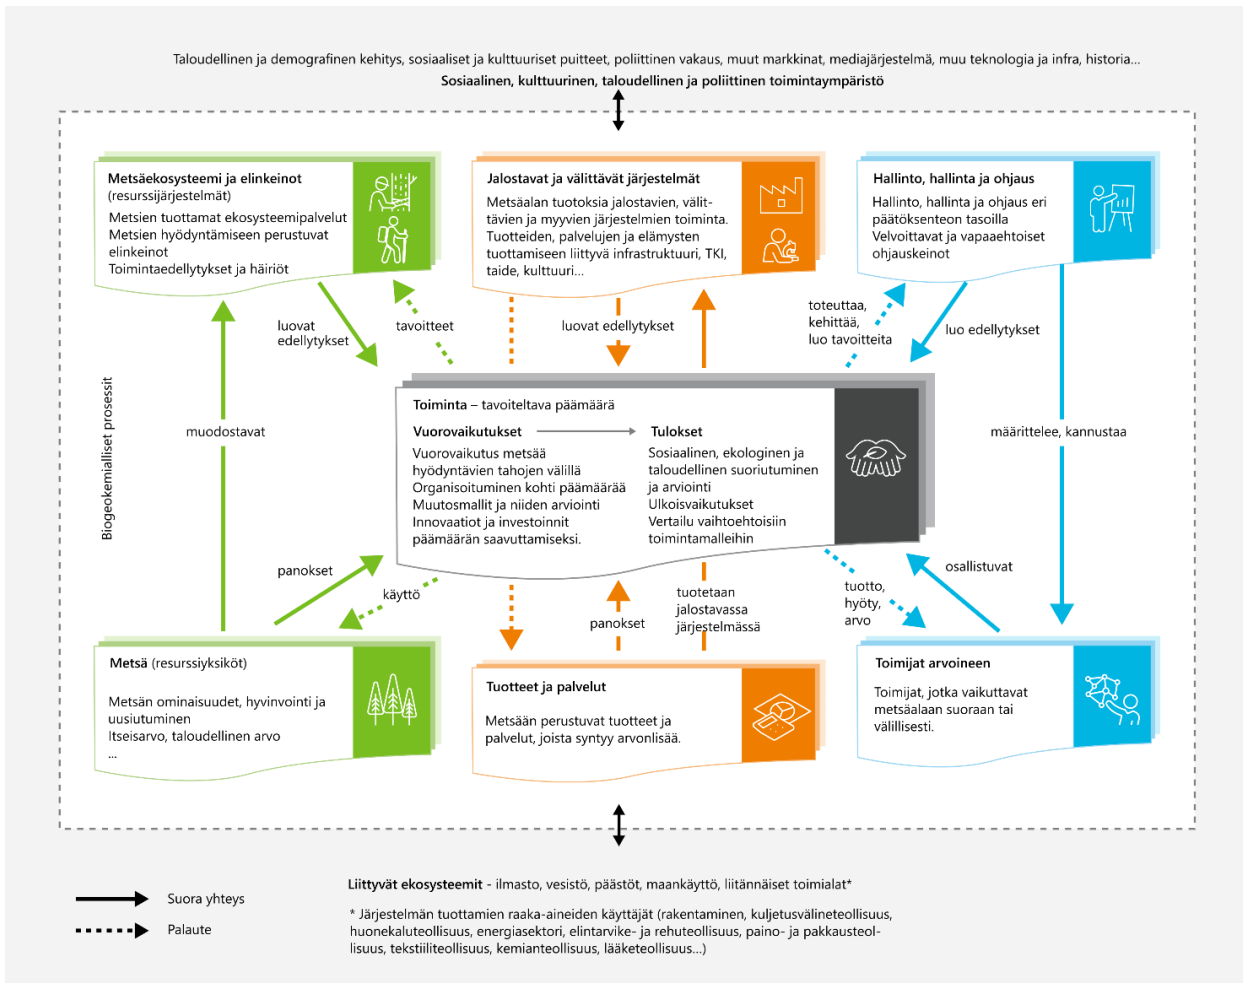 Taloudellinen ja demografinen kehitys, sosiaaliset ja kulttuuriset puitteet, poliittinen vakaus, muut markkinat, mediajärjestelmä, muu teknologia ja infra, historia...
Sosiaalinen, kulttuurinen, taloudellinen ja poliittinen toimintaympäristö
Metsäekosysteemi ja elinkeinot
(resurssijärjestelmät)
Metsien tuottamat ekosysteemipalvelut
Metsien hyödyntämiseen perustuvat
elinkeinot
Toimintaedellytykset ja häiriöt
Jalostavat ja välittävät järjestelmät
Metsäalan tuotoksia jalostavien, välit-
tävien ja myyvien järjestelmien toiminta.
Tuotteiden, palvelujen ja elämysten
tuottamiseen liittyvä infrastruktuuri, TKI,
taide, kulttuuri...
Hallinto, hallinta ja ohjaus
Hallinto, hallinta ja ohjaus eri
päätöksenteon tasoilla
Velvoittavat ja vapaaehtoiset
ohjauskeinot
luovat
edellytykset
tavoitteet
luovat edellytykset
toteuttaa,
kehittää,
luo tavoitteita
luo edellytykset
Biogeokemialliset prosessit
muodostavat
määrittelee, kannustaa
Toiminta – tavoiteltava päämäärä
Vuorovaikutukset
Vuorovaikutus metsää
hyödyntävien tahojen välillä
Organisoituminen kohti päämäärää
Muutosmallit ja niiden arviointi
Innovaatiot ja investoinnit
päämäärän saavuttamiseksi.
Tulokset
Sosiaalinen, ekologinen ja
taloudellinen suoriutuminen
ja arviointi
Ulkoisvaikutukset
Vertailu vaihtoehtoisiin
toimintamalleihin
panokset
käyttö
panokset
tuotetaan
jalostavassa
järjestelmässä
tuotto,
hyöty,
arvo
osallistuvat
Metsä (resurssiyksiköt)
Metsän ominaisuudet, hyvinvointi ja
uusiutuminen
Itseisarvo, taloudellinen arvo
...
Tuotteet ja palvelut
Metsään perustuvat tuotteet ja
palvelut, joista syntyy arvonlisää.
Toimijat arvoineen
Toimijat, jotka vaikuttavat
metsäalaan suoraan tai
välillisesti.
Suora yhteys
Palaute
Liittyvät ekosysteemit - ilmasto, vesistö, päästöt, maankäyttö, liitännäiset toimialat*
* Järjestelmän tuottamien raaka-aineiden käyttäjät (rakentaminen, kuljetusvälineteollisuus,
huonekaluteollisuus, energiasektori, elintarvike- ja rehuteollisuus, paino- ja pakkausteol-
lisuus, tekstiiliteollisuus, kemianteollisuus, lääketeollisuus...)